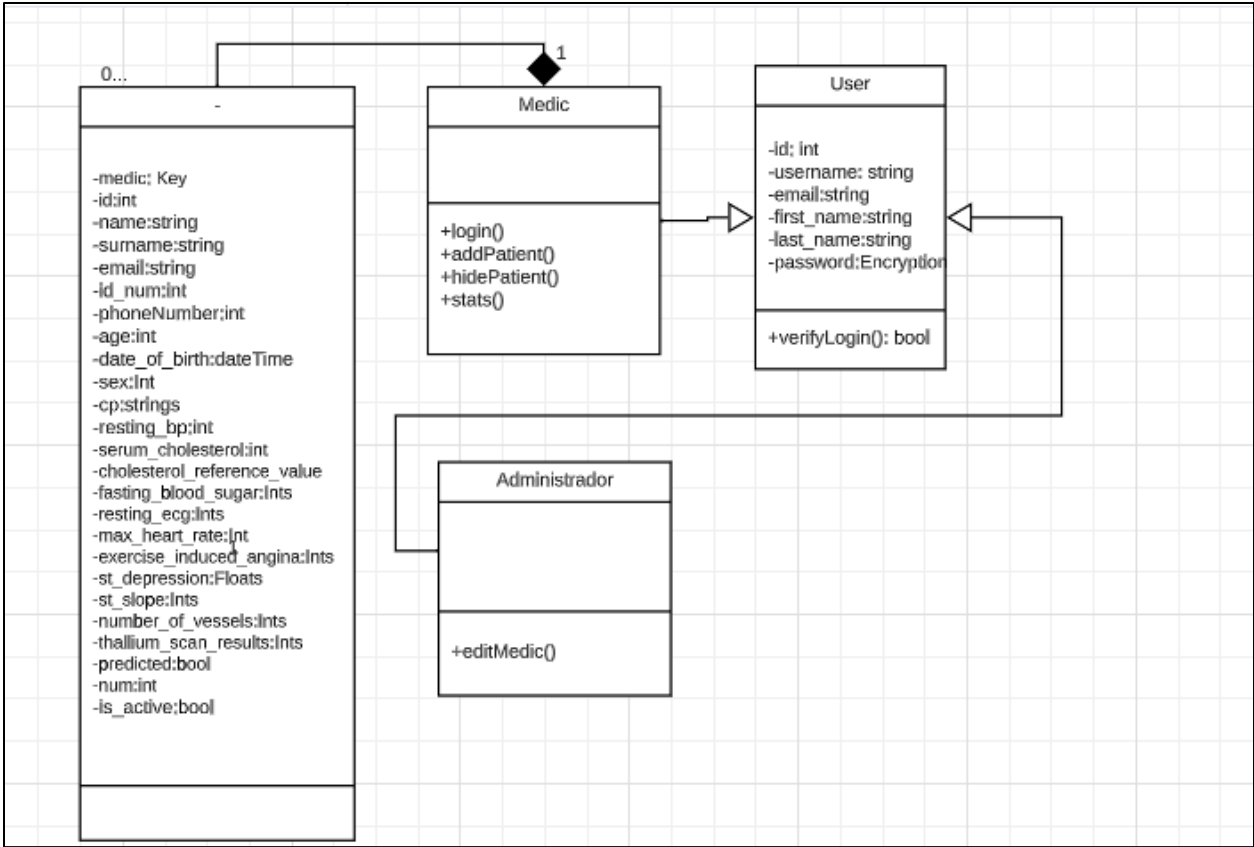 0...
1
-
-medic; Key
-id:int
-name:string
-surname:string
-email:string
-id_num:int
-phoneNumber;int
-age:int
-date_of_birth:dateTime
-sex:Int
-cp:strings
-resting_bp;int
-serum_cholesterol:int
-cholesterol_reference_value
-fasting_blood_sugar:Ints
-resting_ecg:Ints
-max_heart_rate:Int
-exercise_induced_angina:Ints
-st_depression:Floats
-st_slope:Ints
-number_of_vessels:Ints
-thallium_scan_results:Ints
-predicted:bool
-num:int
-is_active;bool
Medic
+login()
+addPatient()
+hidePatient()
+stats()
User
-id; int
-username: string
-email:string
-first_name:string
-last_name:string
-password:Encryption
+verifyLogin(): bool
Administrador
+editMedic()